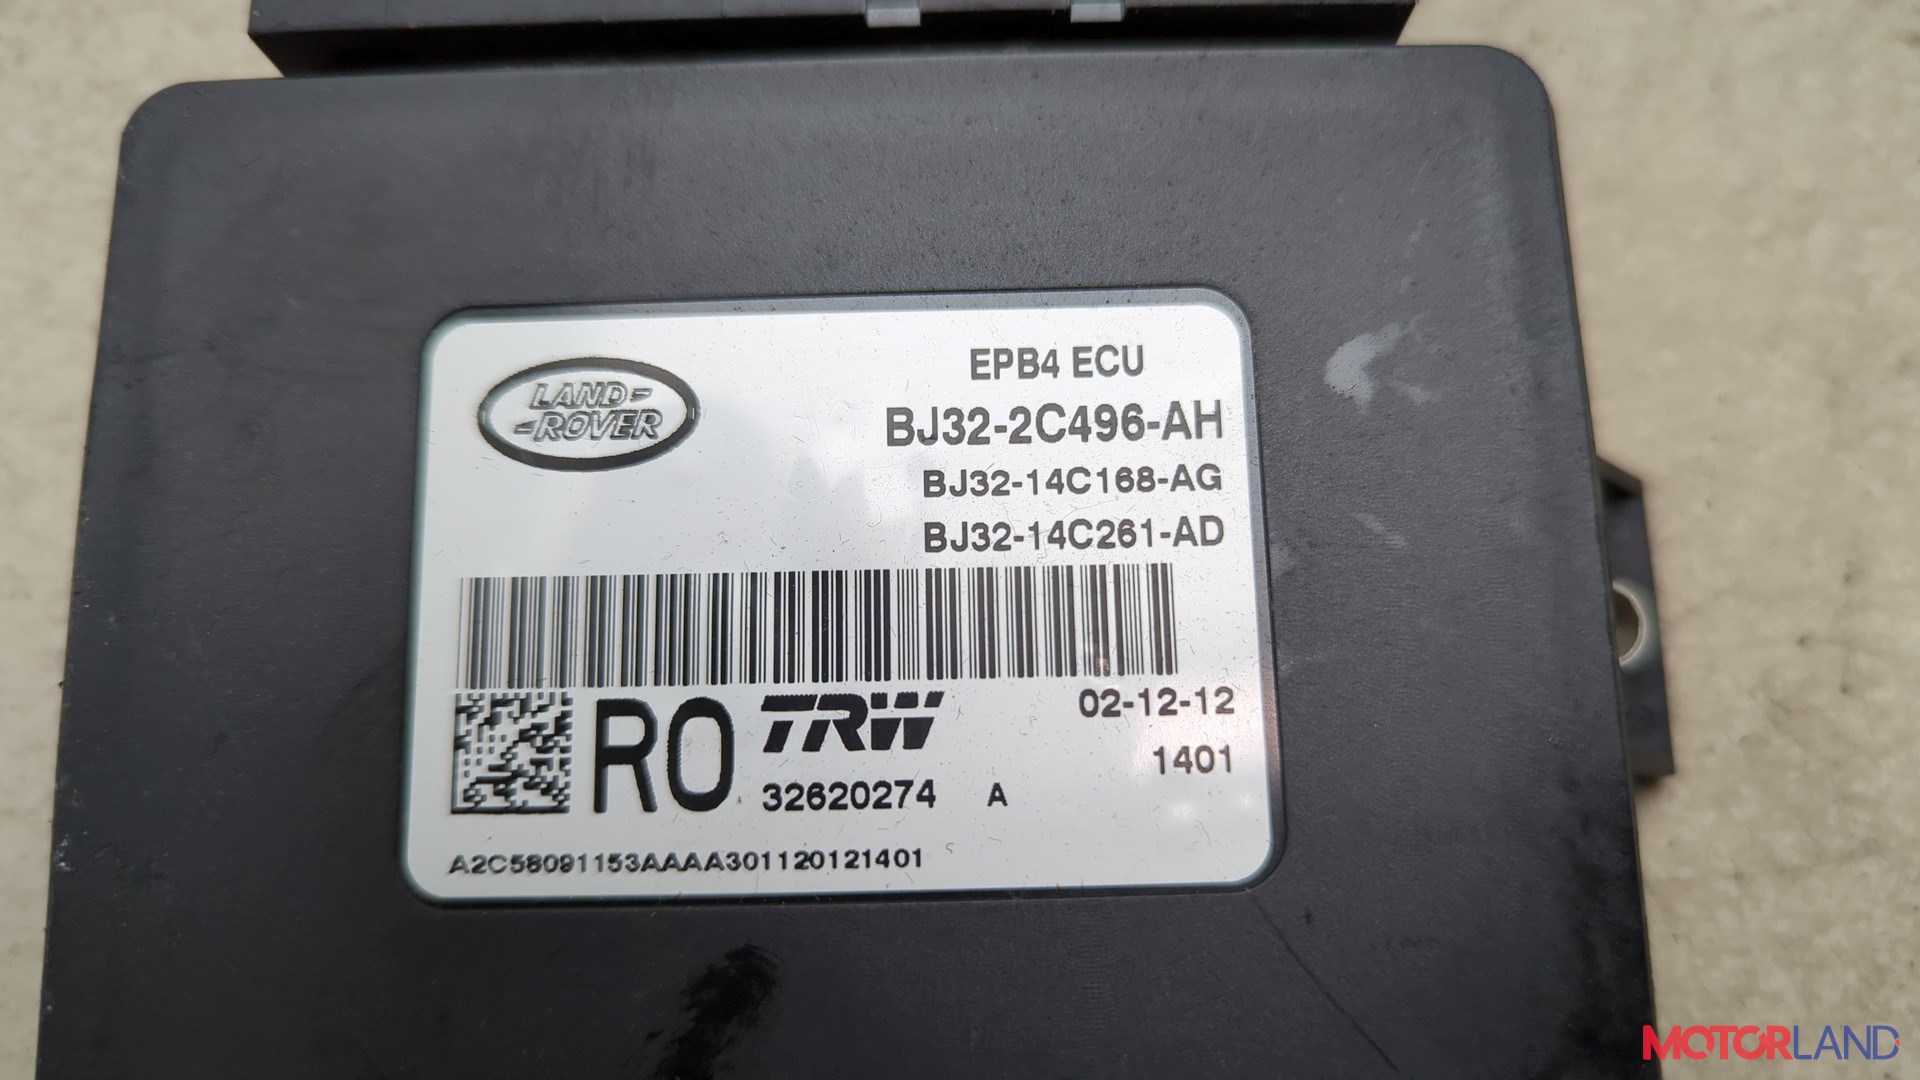 LAND-
-ROVER
EPB4 ECU
BJ32-2C496-AH
BJ32-14C168-AG
BJ32-14C261-AD
RO TRW
02-12-12
32620274 A
1401
A2C58091153AAAA301120121401
MOTORLAND